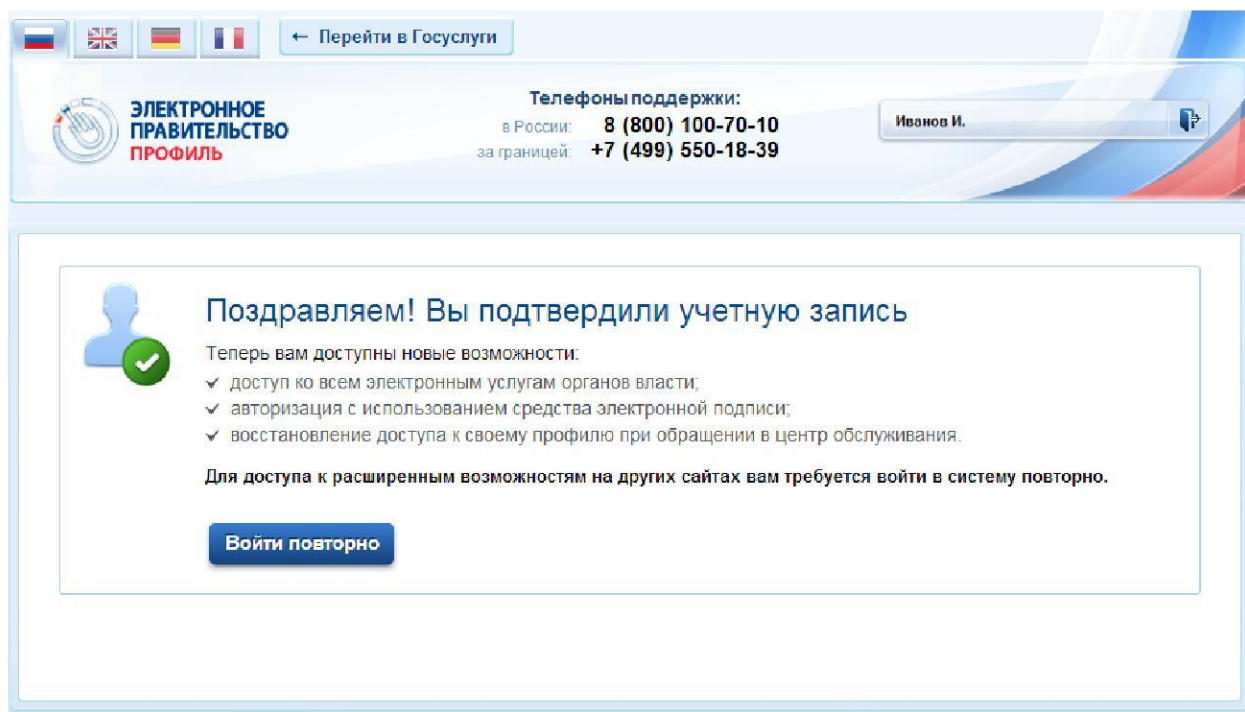 ← Перейти в Госуслуги
ЭЛЕКТРОННОЕ
ПРАВИТЕЛЬСТВО
ПРОФИЛЬ
Телефоны поддержки:
в России: 8 (800) 100-70-10
за границей: +7 (499) 550-18-39
Иванов И.
Поздравляем! Вы подтвердили учетную запись
Теперь вам доступны новые возможности:
✓ доступ ко всем электронным услугам органов власти;
✓ авторизация с использованием средства электронной подписи;
✓ восстановление доступа к своему профилю при обращении в центр обслуживания.
Для доступа к расширенным возможностям на других сайтах вам требуется войти в систему повторно.
Войти повторно